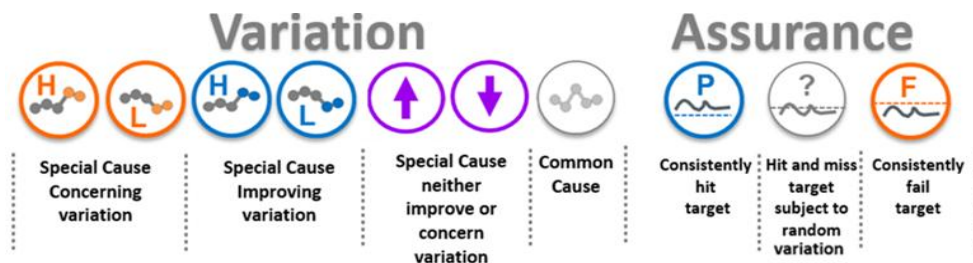 Variation
Assurance
H
L
H
L
P
?
F
Special Cause
Concerning
variation
Special Cause
Improving
variation
Special Cause
neither
improve or
concern
variation
Common
Cause
Consistently
hit
target
Hit and miss
target
subject to
random
variation
Consistently
fail
target